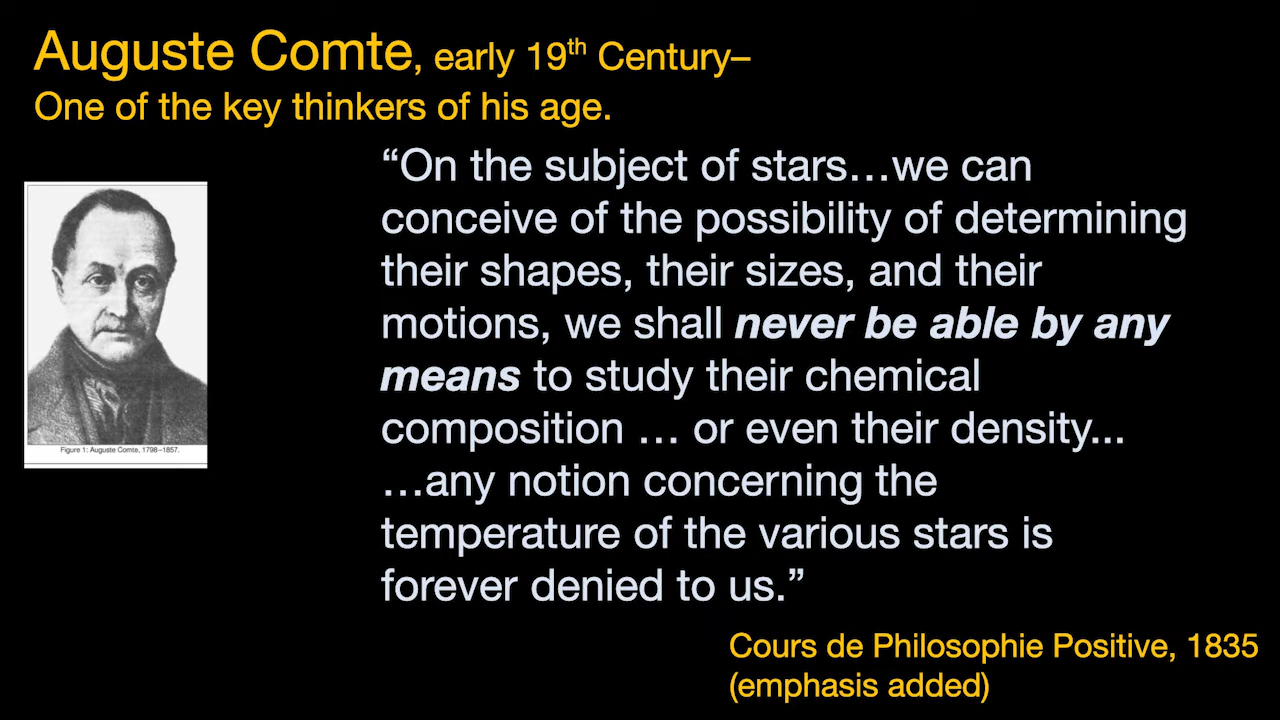 Auguste Comte, early 19th Century–
One of the key thinkers of his age.
“On the subject of stars…we can
conceive of the possibility of determining
their shapes, their sizes, and their
motions, we shall never be able by any
means to study their chemical
composition … or even their density...
…any notion concerning the
temperature of the various stars is
forever denied to us.”
Figure 1: Auguste Comte, 1798–1857.
Cours de Philosophie Positive, 1835
(emphasis added)